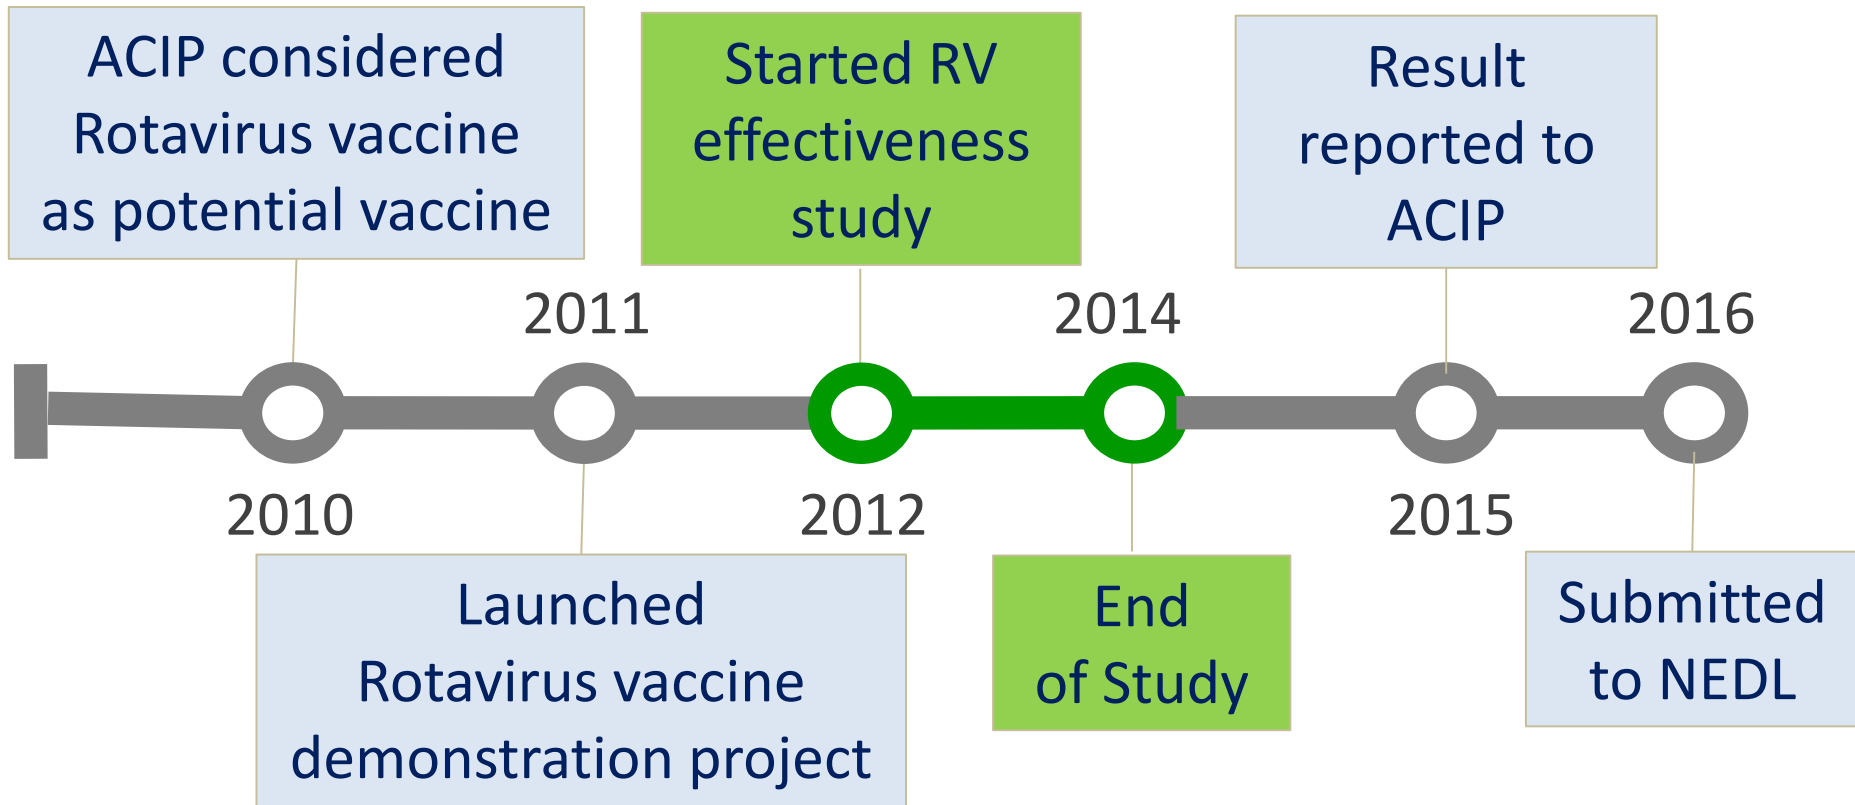 ACIP considered
Rotavirus vaccine
as potential vaccine
Started RV
effectiveness
study
Result
reported to
ACIP
2011
2014
2016
2010
2012
2015
Launched
Rotavirus vaccine
demonstration project
End
of Study
Submitted
to NEDL